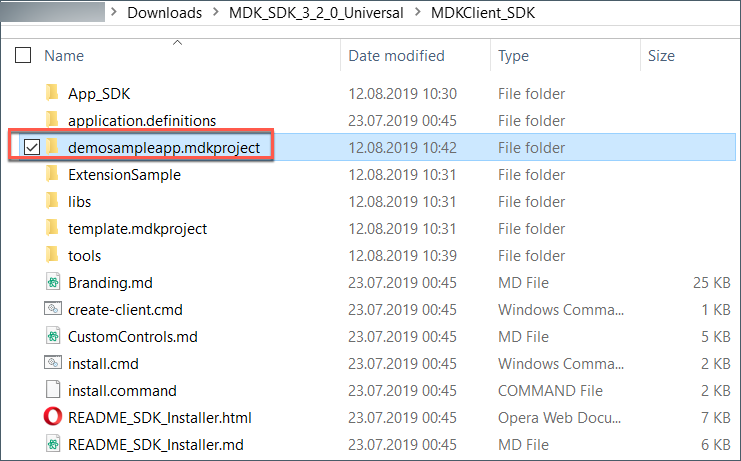 Downloads > MDK_SDK_3_2_0_Universal > MDKClient_SDK
Name Date modified Type Size
App_SDK 12.08.2019 10:30 File folder
application.definitions 23.07.2019 00:45 File folder
demosampleapp.mdkproject 12.08.2019 10:42 File folder
ExtensionSample 12.08.2019 10:31 File folder
libs 12.08.2019 10:31 File folder
template.mdkproject 12.08.2019 10:31 File folder
tools 12.08.2019 10:39 File folder
Branding.md 23.07.2019 00:45 MD File 25 KB
create-client.cmd 23.07.2019 00:45 Windows Comma... 1 KB
CustomControls.md 23.07.2019 00:45 MD File 5 KB
install.cmd 23.07.2019 00:45 Windows Comma... 2 KB
install.command 23.07.2019 00:45 COMMAND File 2 KB
README_SDK_Installer.html 23.07.2019 00:45 Opera Web Docu... 7 KB
README_SDK_Installer.md 23.07.2019 00:45 MD File 6 KB